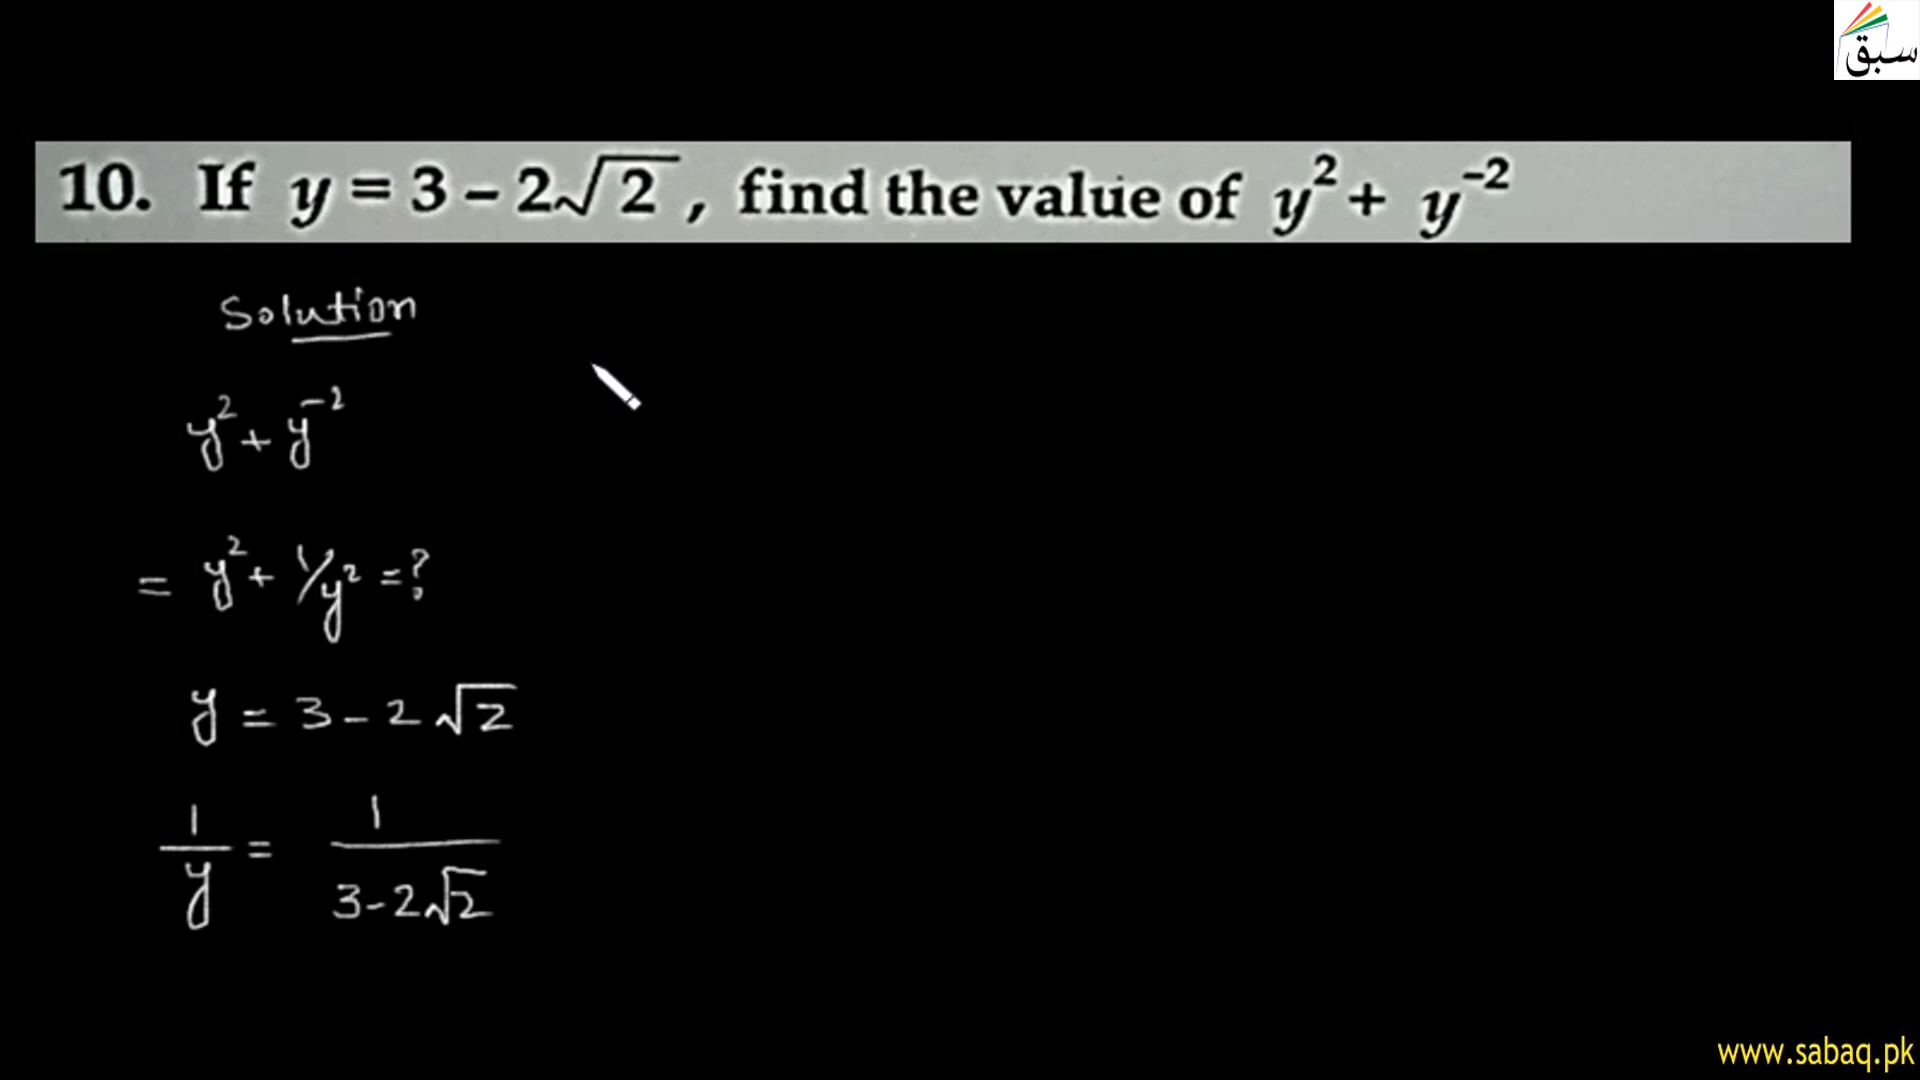 سبق
10. If y = 3 – 2√2 , find the value of y² + y⁻²
Solution
y² + y⁻²
= y² + 1/y² = ?
y = 3 - 2√2
1/y = 1/(3-2√2)
www.sabaq.pk